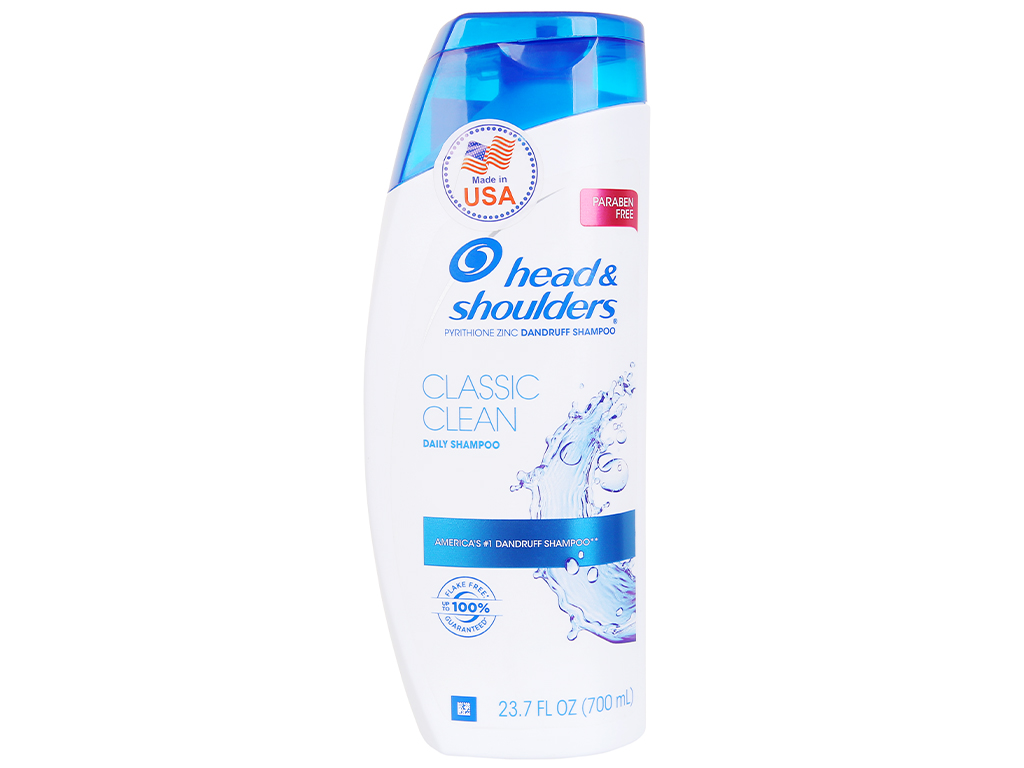 Made in
USA
PARABEN
FREE
head &
shoulders®
PYRITHIONE ZINC DANDRUFF SHAMPOO
CLASSIC
CLEAN
DAILY SHAMPOO
AMERICA'S #1 DANDRUFF SHAMPOO**
FLAKE FREE*
UP TO 100%
GUARANTEED*
23.7 FL OZ (700 mL)